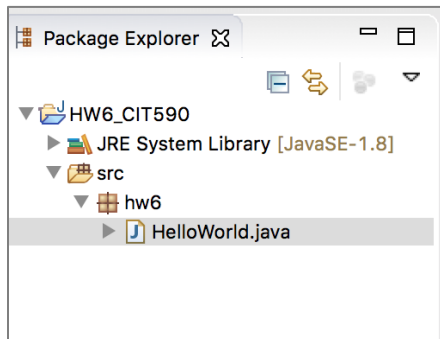 Package Explorer
HW6_CIT590
JRE System Library [JavaSE-1.8]
src
hw6
HelloWorld.java